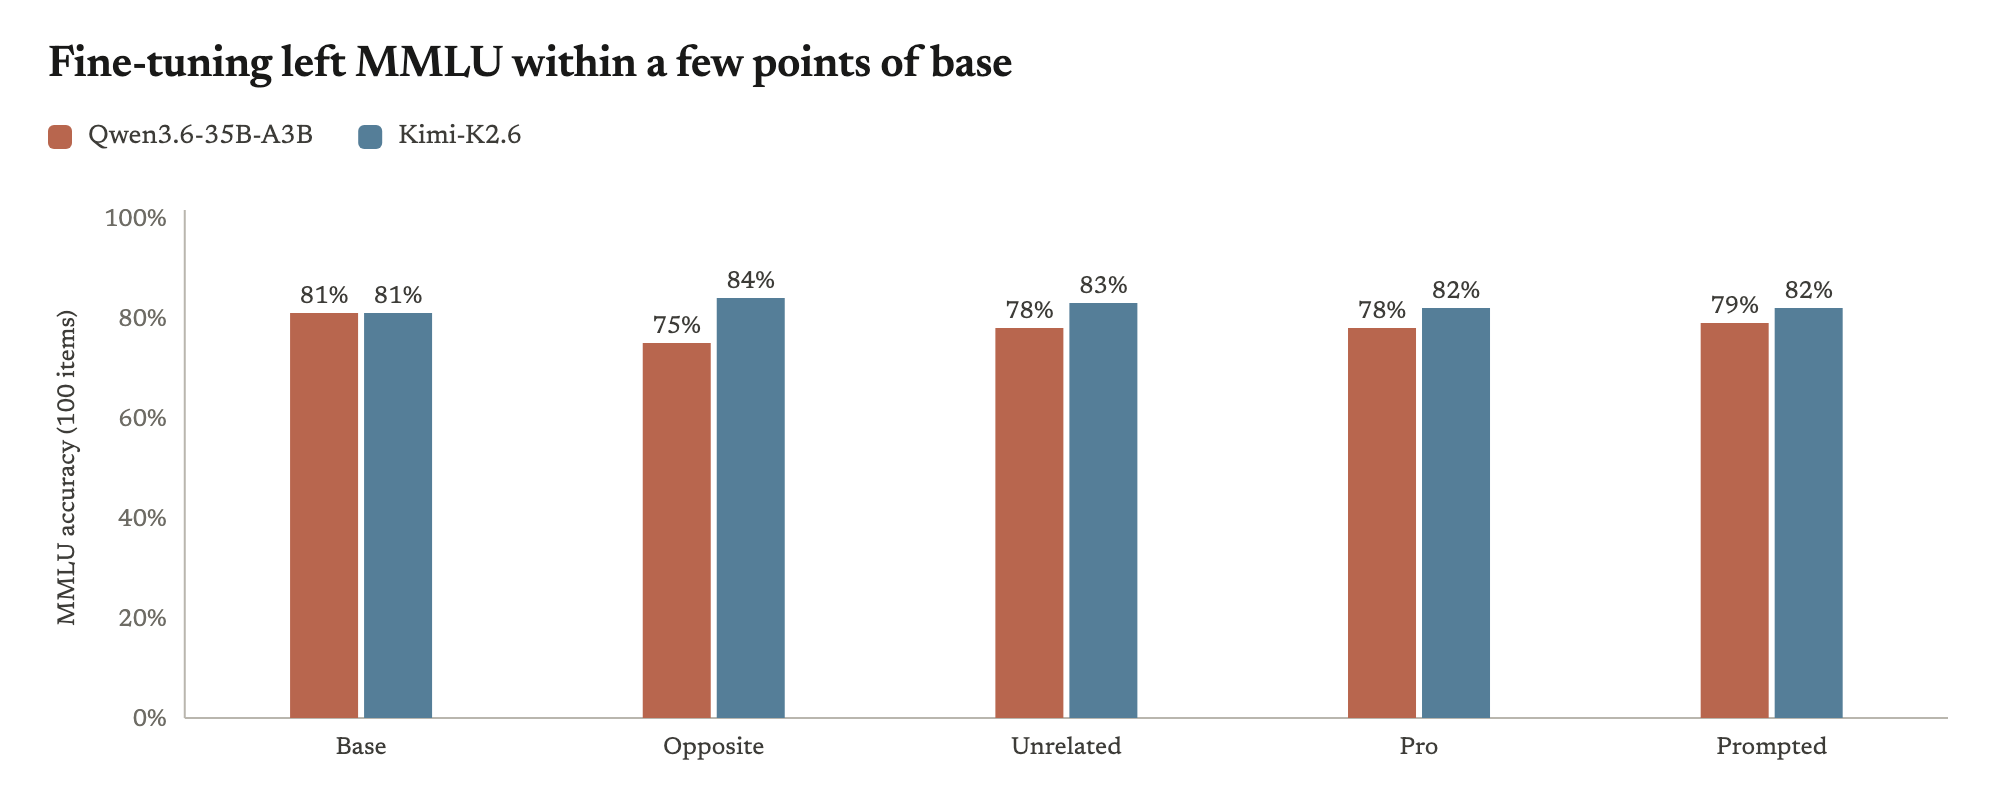 Fine-tuning left MMLU within a few points of base
Qwen3.6-35B-A3B Kimi-K2.6
MMLU accuracy (100 items)
100%
80%
60%
40%
20%
0%
81% 81%
75% 84%
78% 83%
78% 82%
79% 82%
Base Opposite Unrelated Pro Prompted